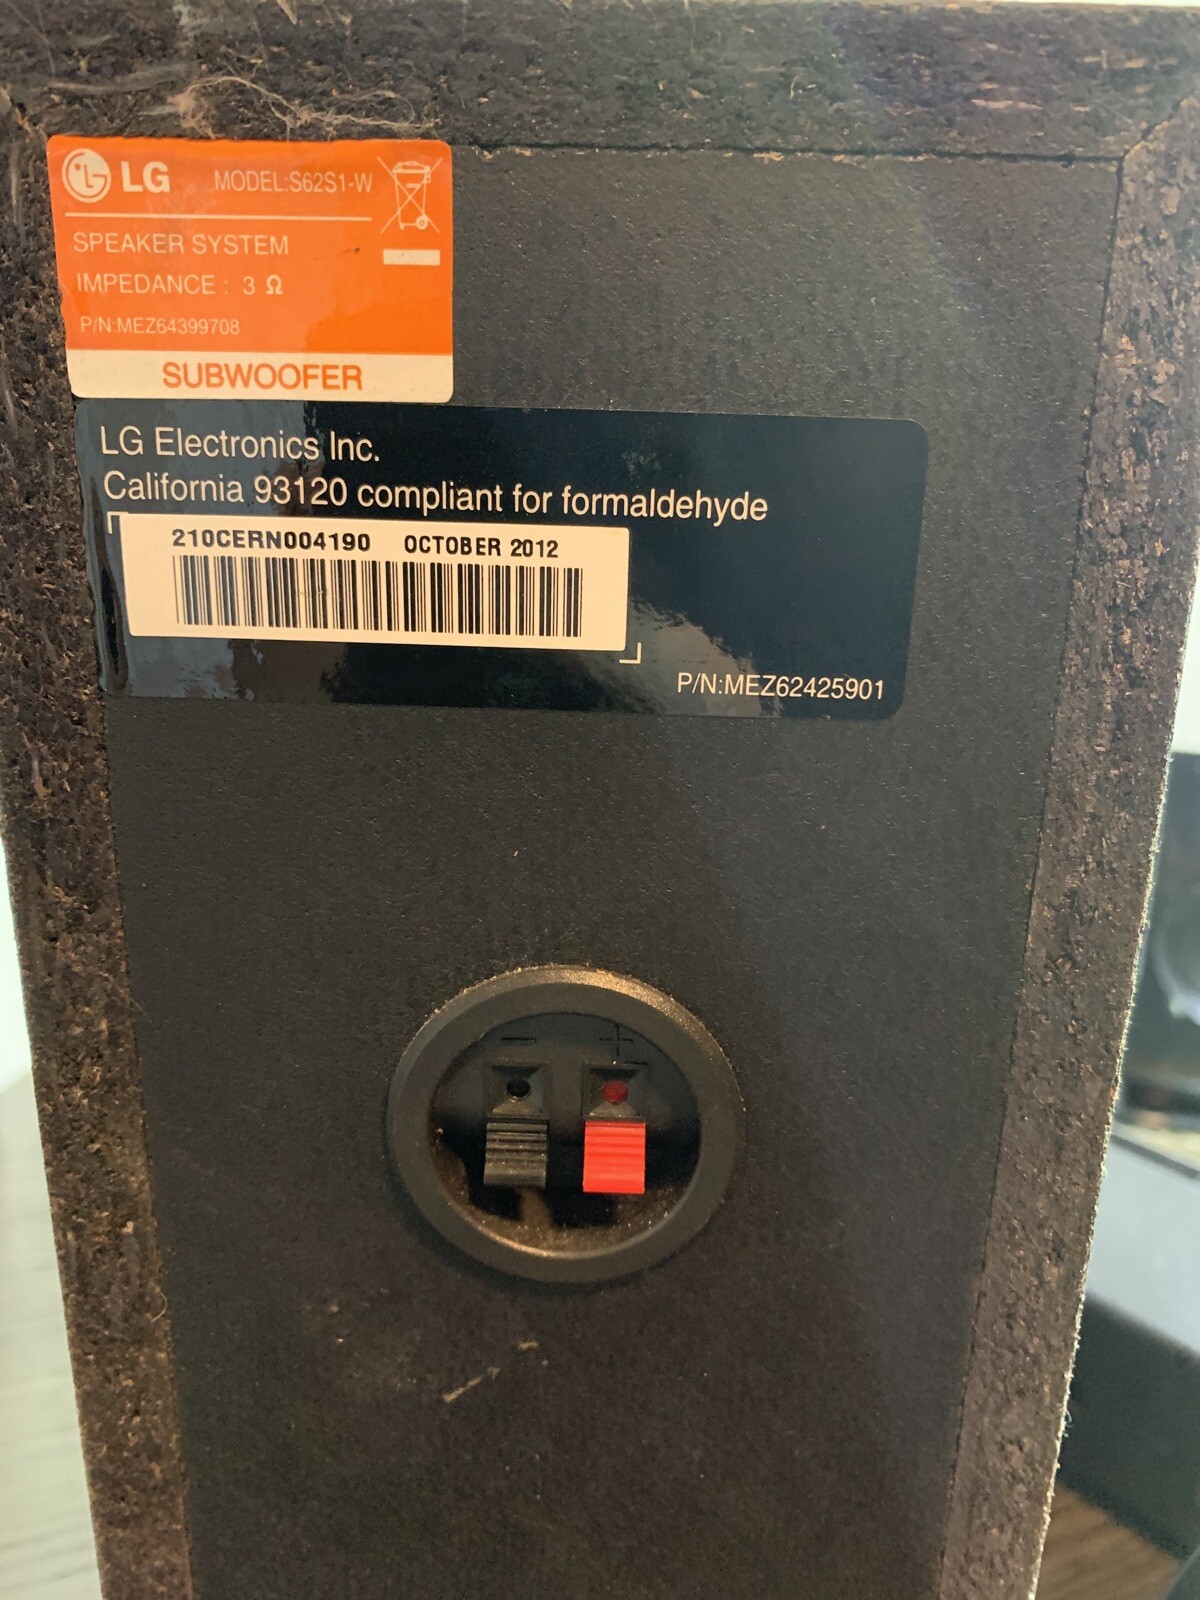 LG MODEL:S62S1-W
SPEAKER SYSTEM
IMPEDANCE : 3 Ω
P/N:MEZ64399708
SUBWOOFER
LG Electronics Inc.
California 93120 compliant for formaldehyde
210CERN004190 OCTOBER 2012
P/N:MEZ62425901
- +